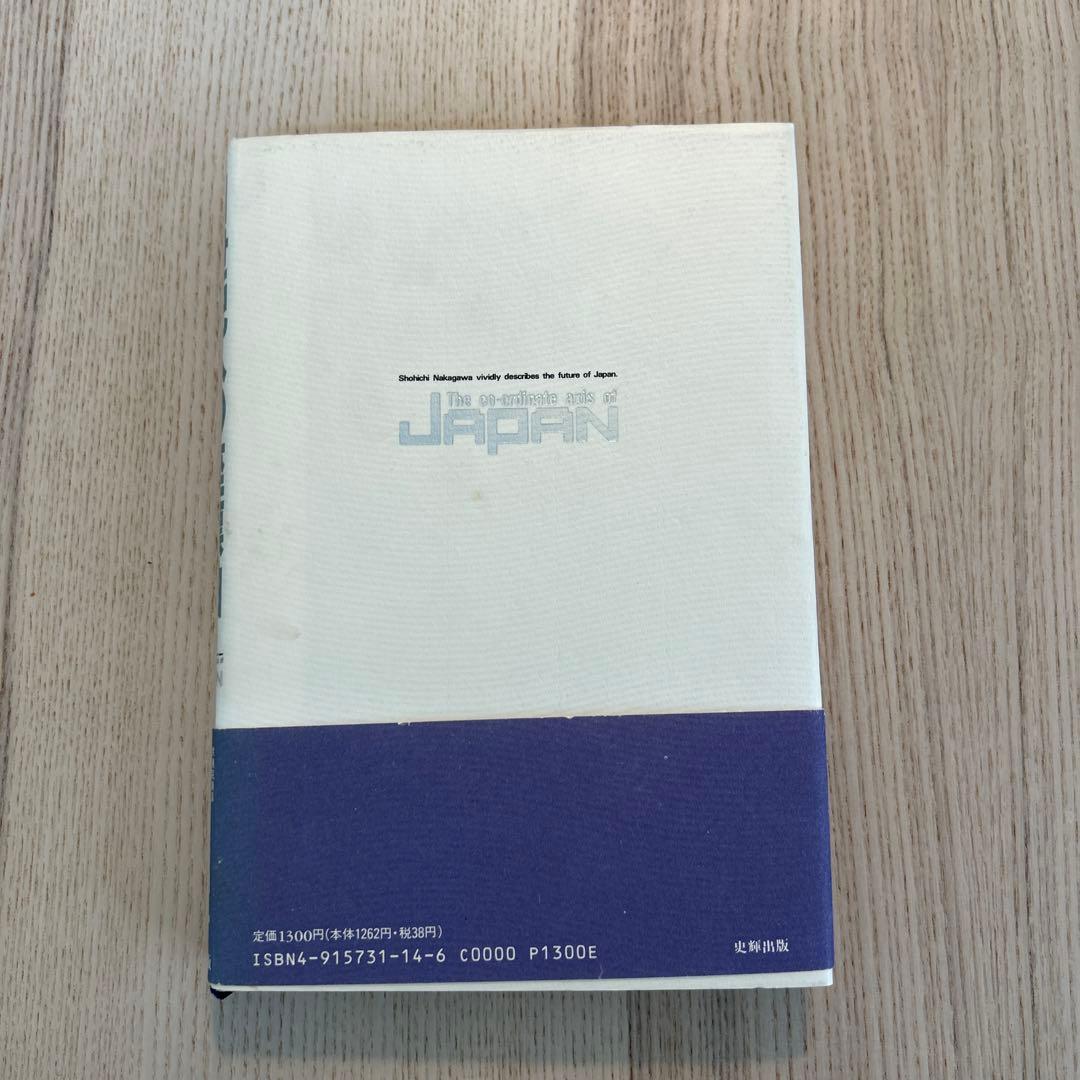 Shohichi Nakagawa vividly describes the future of Japan.
The co-ordinate axis of
JAPAN
定価1300円(本体1262円・税38円)
ISBN4-915731-14-6 C0000 P1300E
史輝出版